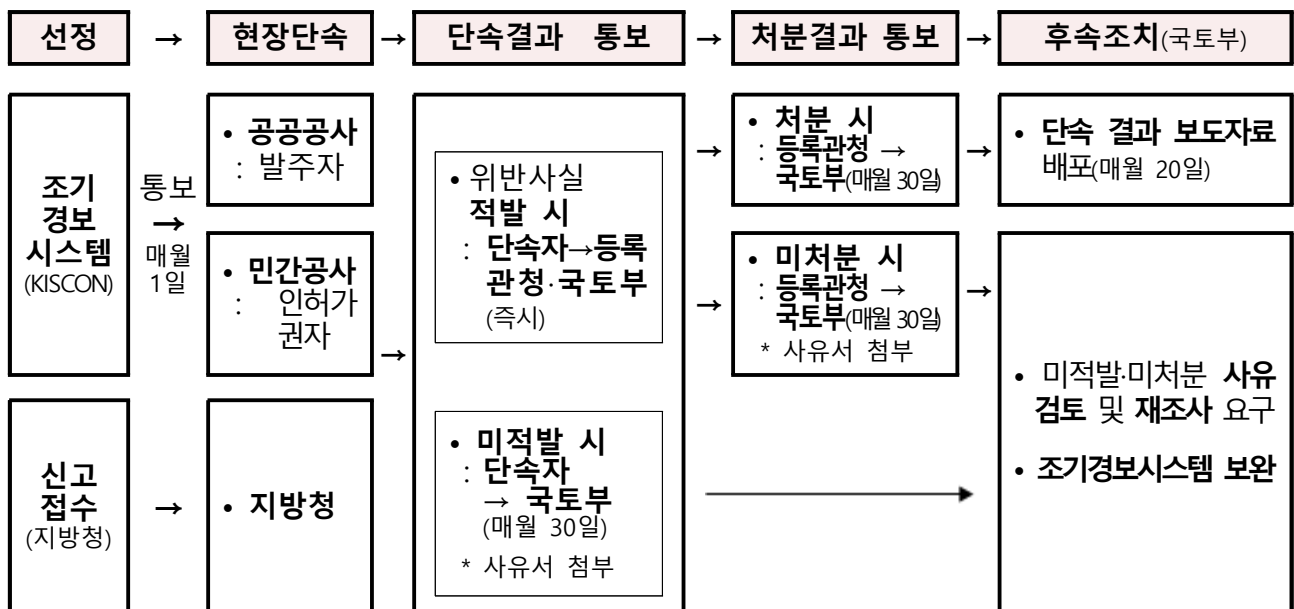 선정 → 현장단속 → 단속결과 통보 → 처분결과 통보 → 후속조치(국토부)
조기
경보
시스템
(KISCON)
통보
→
매월
1일
• 공공공사
: 발주자
• 민간공사
: 인허가
권자
→
• 위반사실
적발 시
: 단속자→등록
관청·국토부
(즉시)
→
• 처분 시
: 등록관청 →
국토부(매월 30일)
→
• 단속 결과 보도자료
배포(매월 20일)
→
• 미처분 시
: 등록관청 →
국토부(매월 30일)
* 사유서 첨부
→
신고
접수
(지방청)
→
• 지방청
• 미적발 시
: 단속자
→ 국토부
(매월 30일)
* 사유서 첨부
• 미적발·미처분 사유
검토 및 재조사 요구
• 조기경보시스템 보완